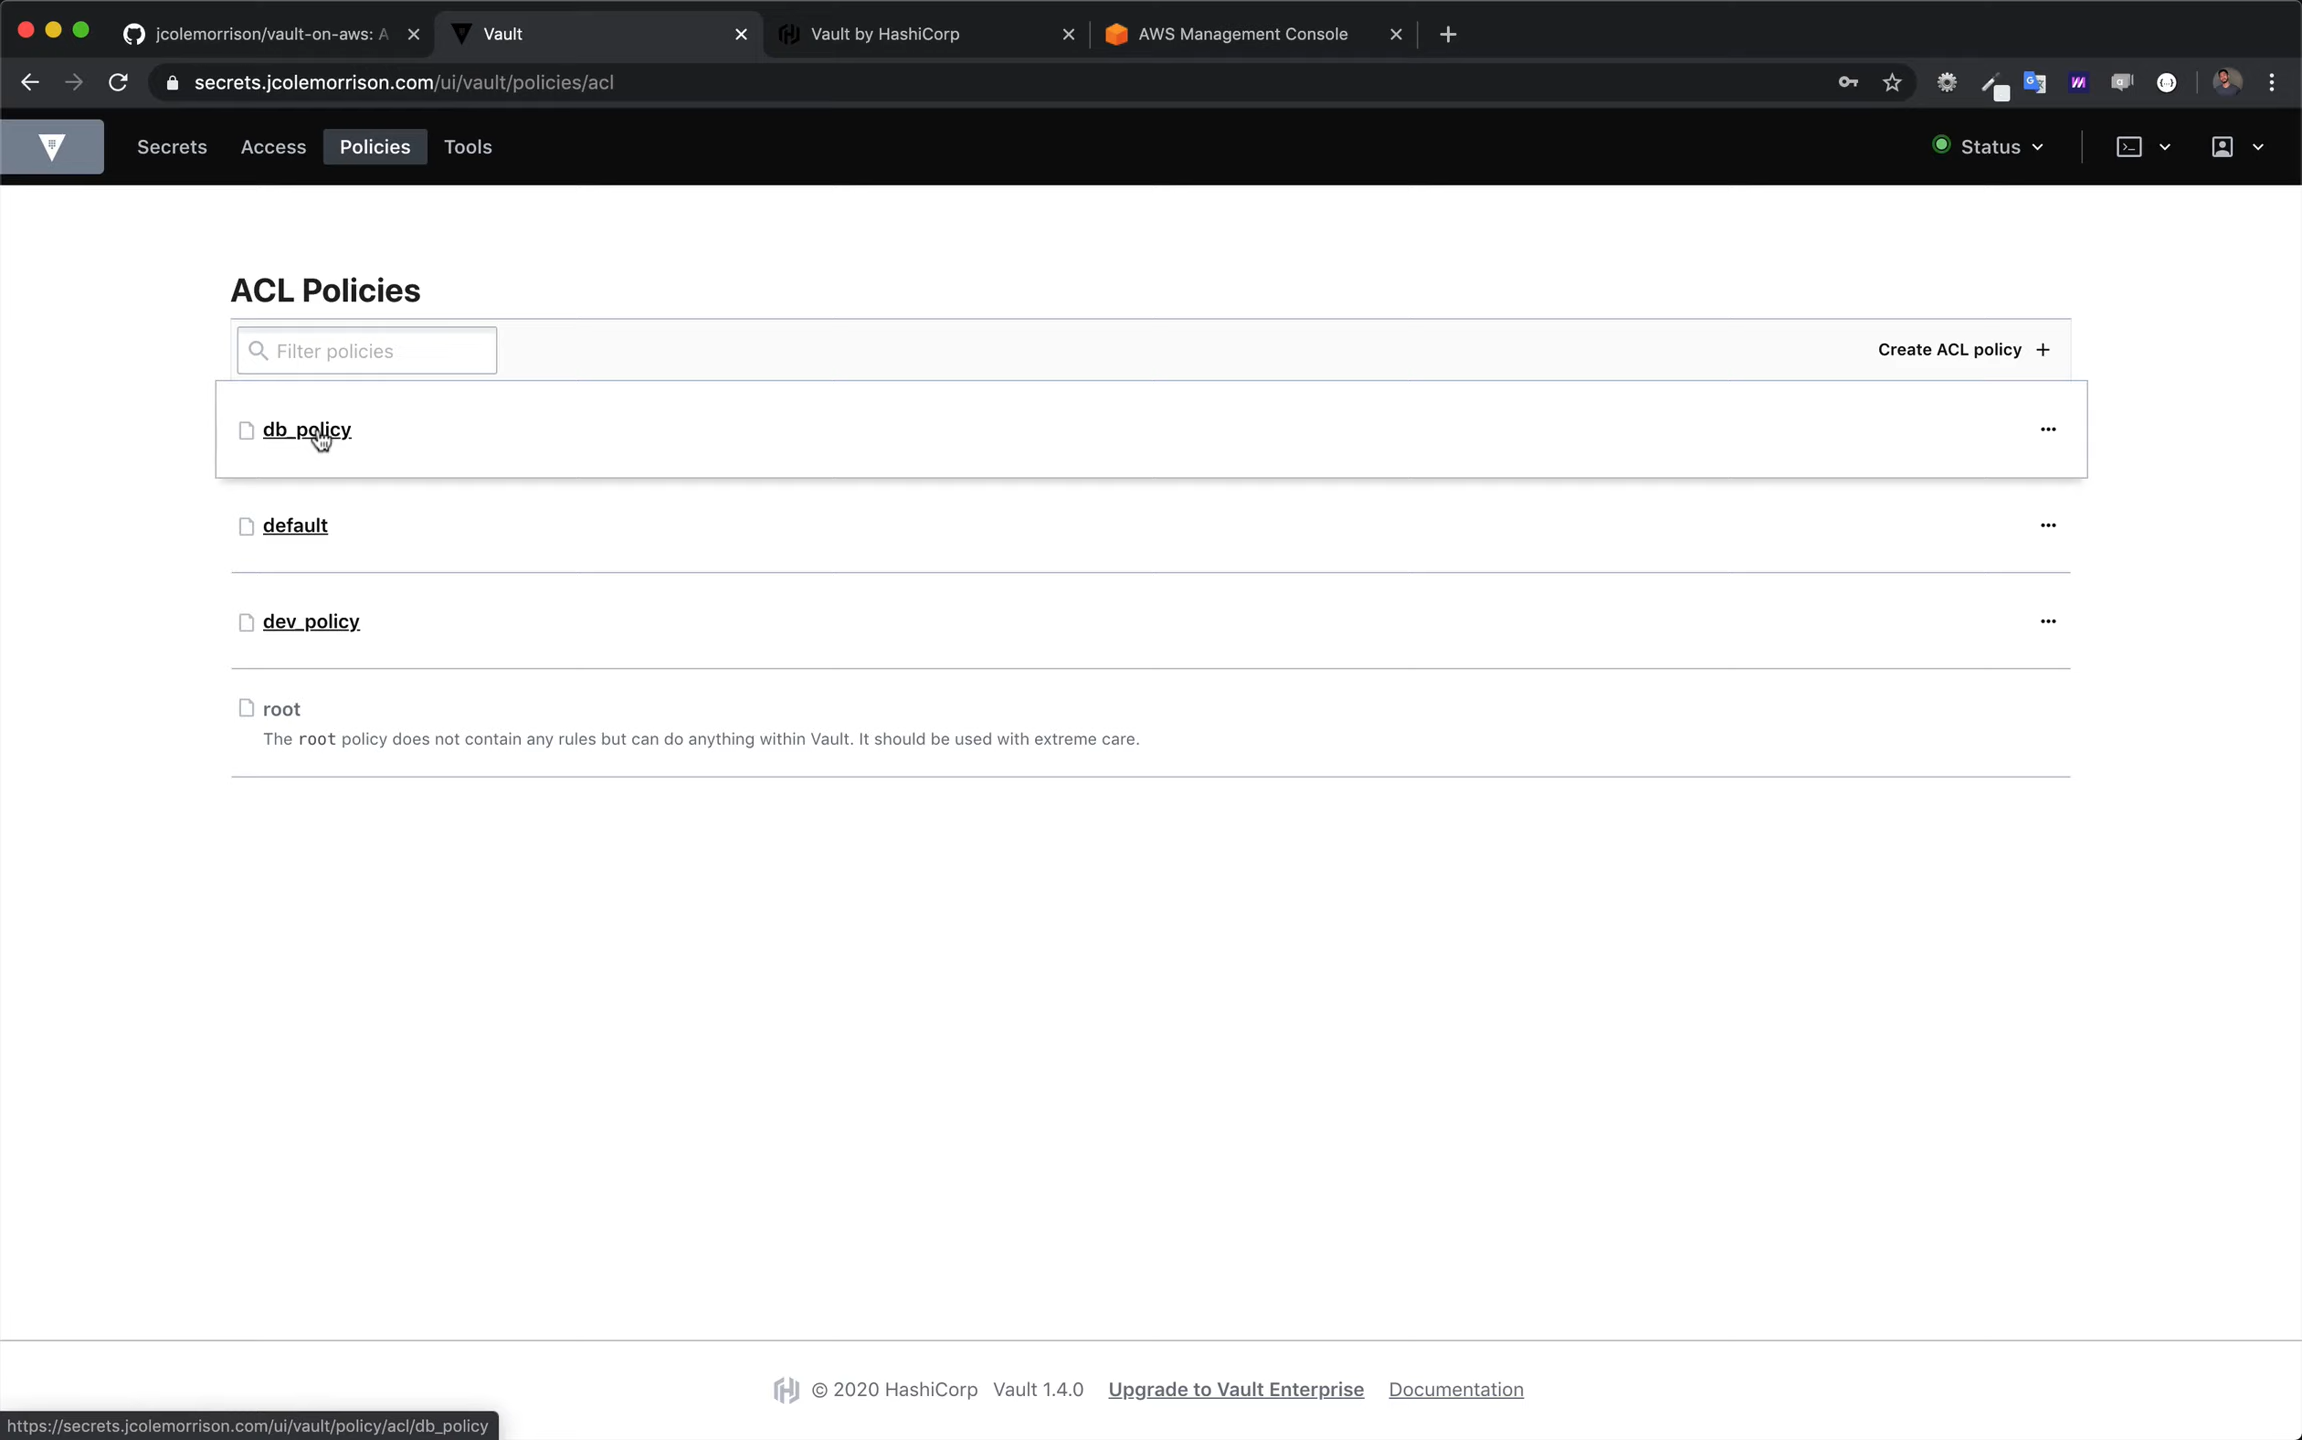 jcolemorrison/vault-on-aws: A
Vault
Vault by HashiCorp
AWS Management Console
secrets.jcolemorrison.com/ui/vault/policies/acl
Secrets
Access
Policies
Tools
Status
ACL Policies
Filter policies
Create ACL policy +
db_policy
default
dev_policy
root
The root policy does not contain any rules but can do anything within Vault. It should be used with extreme care.
© 2020 HashiCorp Vault 1.4.0 Upgrade to Vault Enterprise Documentation
https://secrets.jcolemorrison.com/ui/vault/policy/acl/db_policy